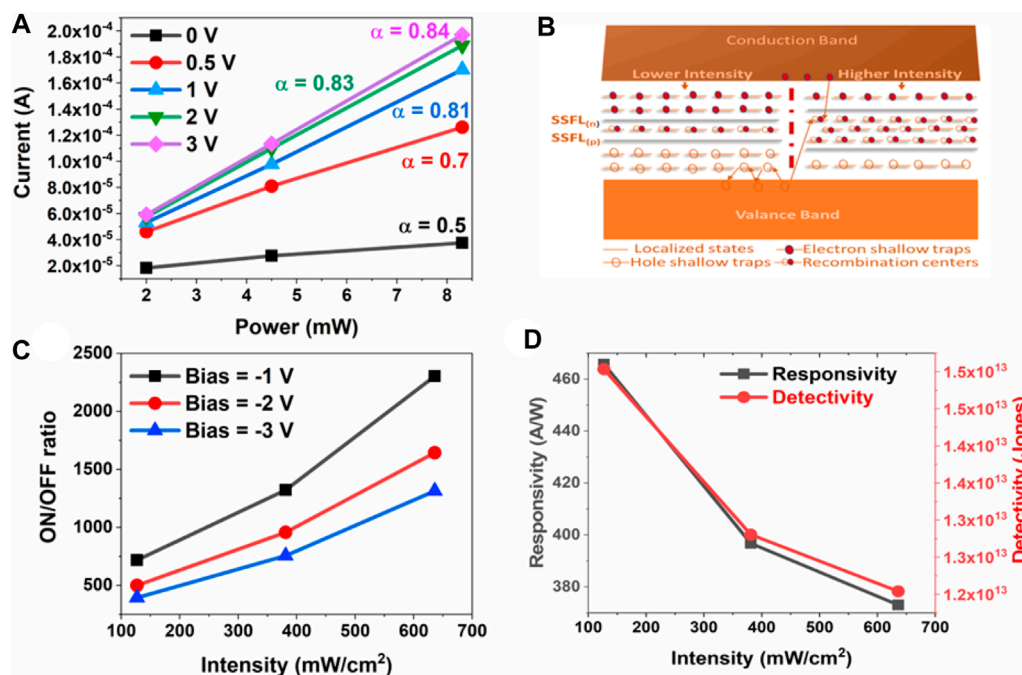 A
2.0x10⁻⁴
1.8x10⁻⁴
1.6x10⁻⁴
1.4x10⁻⁴
1.2x10⁻⁴
1.0x10⁻⁴
8.0x10⁻⁵
6.0x10⁻⁵
4.0x10⁻⁵
2.0x10⁻⁵
Current (A)
0 V
0.5 V
1 V
2 V
3 V
α = 0.84
α = 0.83
α = 0.81
α = 0.7
α = 0.5
2 3 4 5 6 7 8
Power (mW)
B
Conduction Band
Lower Intensity
Higher Intensity
SSFL(n)
SSFL(p)
Valance Band
Localized states
Electron shallow traps
Hole shallow traps
Recombination centers
C
2500
2000
1500
1000
500
ON/OFF ratio
Bias = -1 V
Bias = -2 V
Bias = -3 V
100 200 300 400 500 600 700
Intensity (mW/cm²)
D
460
440
420
400
380
Responsivity (A/W)
Responsivity
Detectivity
1.5x10¹³
1.5x10¹³
1.4x10¹³
1.4x10¹³
1.3x10¹³
1.3x10¹³
1.2x10¹³
Detectivity (Jones)
100 200 300 400 500 600 700
Intensity (mW/cm²)